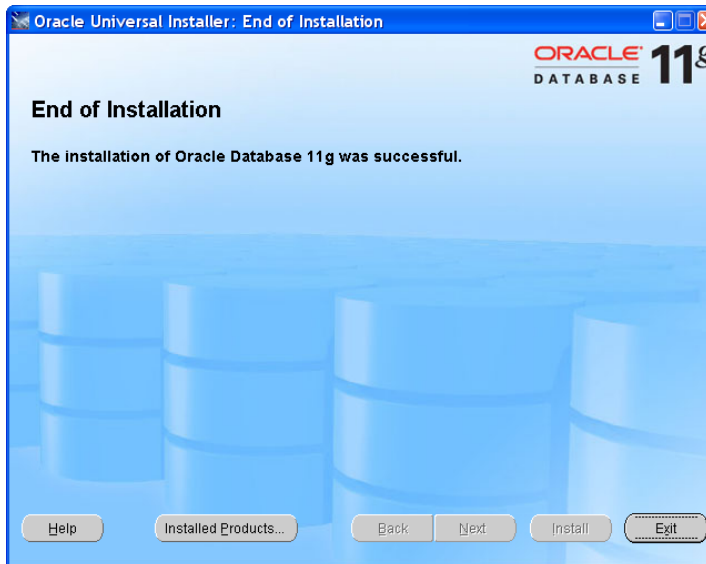 Oracle Universal Installer: End of Installation
ORACLE
DATABASE 11g
End of Installation
The installation of Oracle Database 11g was successful.
Help
Installed Products...
Back
Next
Install
Exit